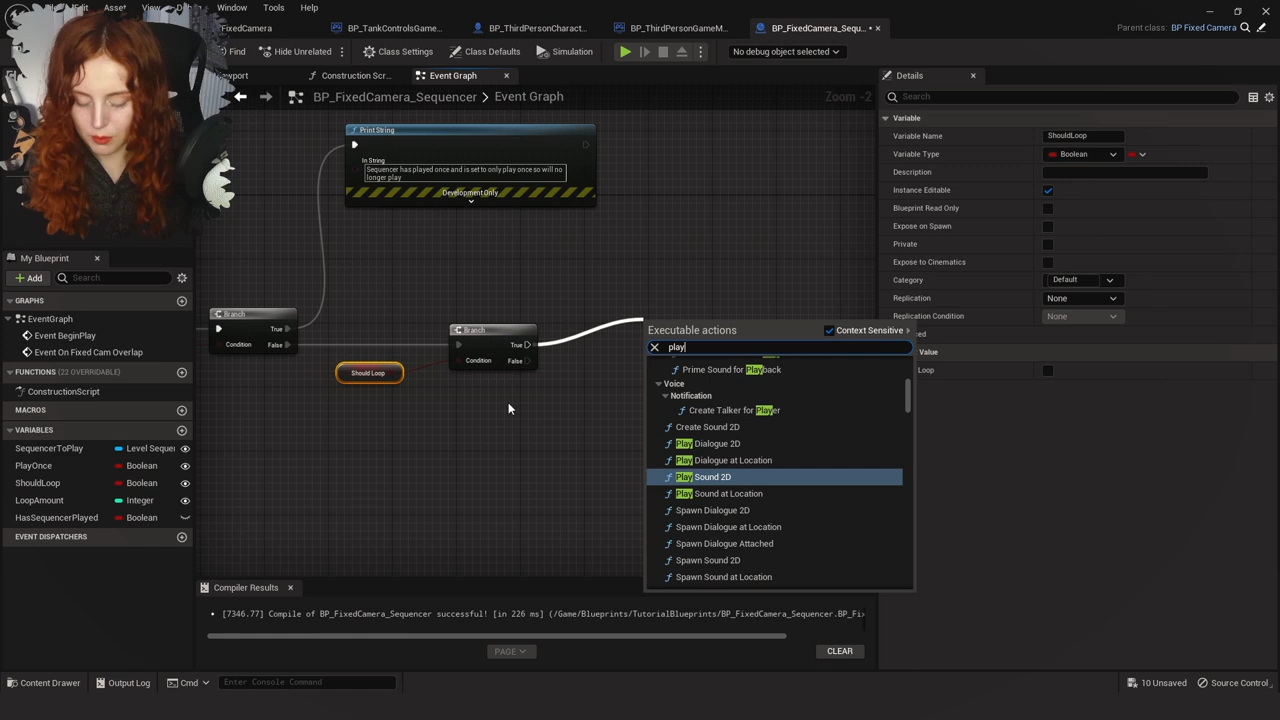 File
Asset
Debug
Window
Tools
Help
BP_TankControlsGame...
BP_ThirdPersonCharact...
BP_ThirdPersonGameM...
BP_FixedCamera_Sequ...
Parent class: BP Fixed Camera
Find
Hide Unrelated
Class Settings
Class Defaults
Simulation
No debug object selected
Construction Scr...
Event Graph
Details
BP_FixedCamera_Sequencer > Event Graph
Zoom -2
Search
Print String
In String
Sequencer has played once and is set to only play once so will no
longer play
Development Only
Variable
Variable Name
ShouldLoop
Variable Type
Boolean
Description
Instance Editable
Blueprint Read Only
Expose on Spawn
Private
Expose to Cinematics
Category
Default
Replication
None
Replication Condition
None
Value
Loop
My Blueprint
Add
Search
GRAPHS
EventGraph
Event BeginPlay
Event On Fixed Cam Overlap
FUNCTIONS (22 OVERRIDABLE)
ConstructionScript
MACROS
VARIABLES
SequencerToPlay
Level Sequen
PlayOnce
Boolean
ShouldLoop
Boolean
LoopAmount
Integer
HasSequencerPlayed
Boolean
EVENT DISPATCHERS
Branch
True
Condition
False
Should Loop
Branch
True
Condition
False
Executable actions
Context Sensitive
play
Prime Sound for Playback
Voice
Notification
Create Talker for Player
Create Sound 2D
Play Dialogue 2D
Play Dialogue at Location
Play Sound 2D
Play Sound at Location
Spawn Dialogue 2D
Spawn Dialogue at Location
Spawn Dialogue Attached
Spawn Sound 2D
Spawn Sound at Location
Compiler Results
[7346.77] Compile of BP_FixedCamera_Sequencer successful! [in 226 ms] (/Game/Blueprints/TutorialBlueprints/BP_FixedCamera_Sequencer.BP_Fix
PAGE
CLEAR
Content Drawer
Output Log
Cmd
Enter Console Command
10 Unsaved
Source Control